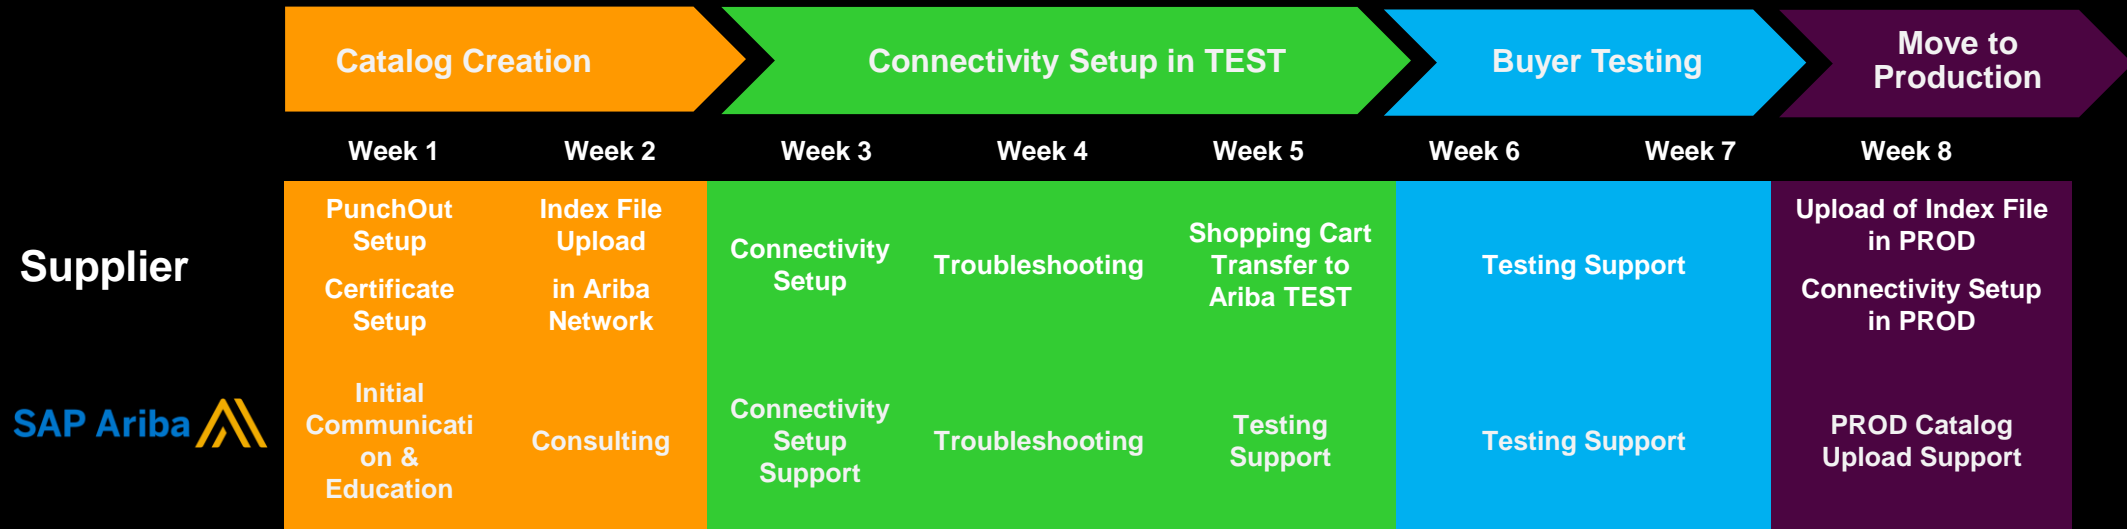 Catalog Creation
Connectivity Setup in TEST
Buyer Testing
Move to
Production
Week 1
Week 2
Week 3
Week 4
Week 5
Week 6
Week 7
Week 8
Supplier
PunchOut
Setup
Certificate
Setup
Index File
Upload
in Ariba
Network
Connectivity
Setup
Troubleshooting
Shopping Cart
Transfer to
Ariba TEST
Testing Support
Upload of Index File
in PROD
Connectivity Setup
in PROD
SAP Ariba
Initial
Communicati
on &
Education
Consulting
Connectivity
Setup
Support
Troubleshooting
Testing
Support
Testing Support
PROD Catalog
Upload Support